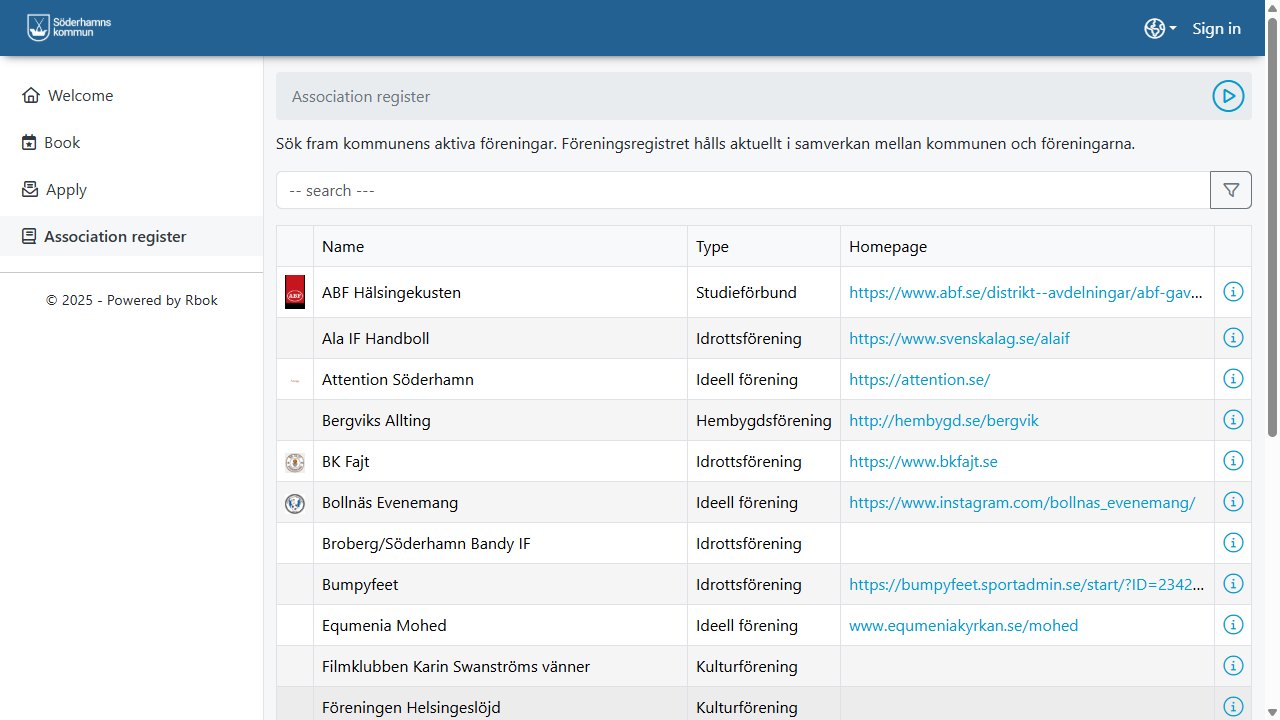 Söderhamns
kommun
Sign in
Welcome
Book
Apply
Association register
© 2025 - Powered by Rbok
Association register
Sök fram kommunens aktiva föreningar. Föreningsregistret hålls aktuellt i samverkan mellan kommunen och föreningarna.
-- search ---
Name Type Homepage
ABF ABF Hälsingekusten Studieförbund https://www.abf.se/distrikt--avdelningar/abf-gav...
Ala IF Handboll Idrottsförening https://www.svenskalag.se/alaif
Attention Söderhamn Ideell förening https://attention.se/
Bergviks Allting Hembygdsförening http://hembygd.se/bergvik
BK Fajt Idrottsförening https://www.bkfajt.se
Bollnäs Evenemang Ideell förening https://www.instagram.com/bollnas_evenemang/
Broberg/Söderhamn Bandy IF Idrottsförening
Bumpyfeet Idrottsförening https://bumpyfeet.sportadmin.se/start/?ID=2342...
Equmenia Mohed Ideell förening www.equmeniakyrkan.se/mohed
Filmklubben Karin Swanströms vänner Kulturförening
Föreningen Helsingeslöjd Kulturförening